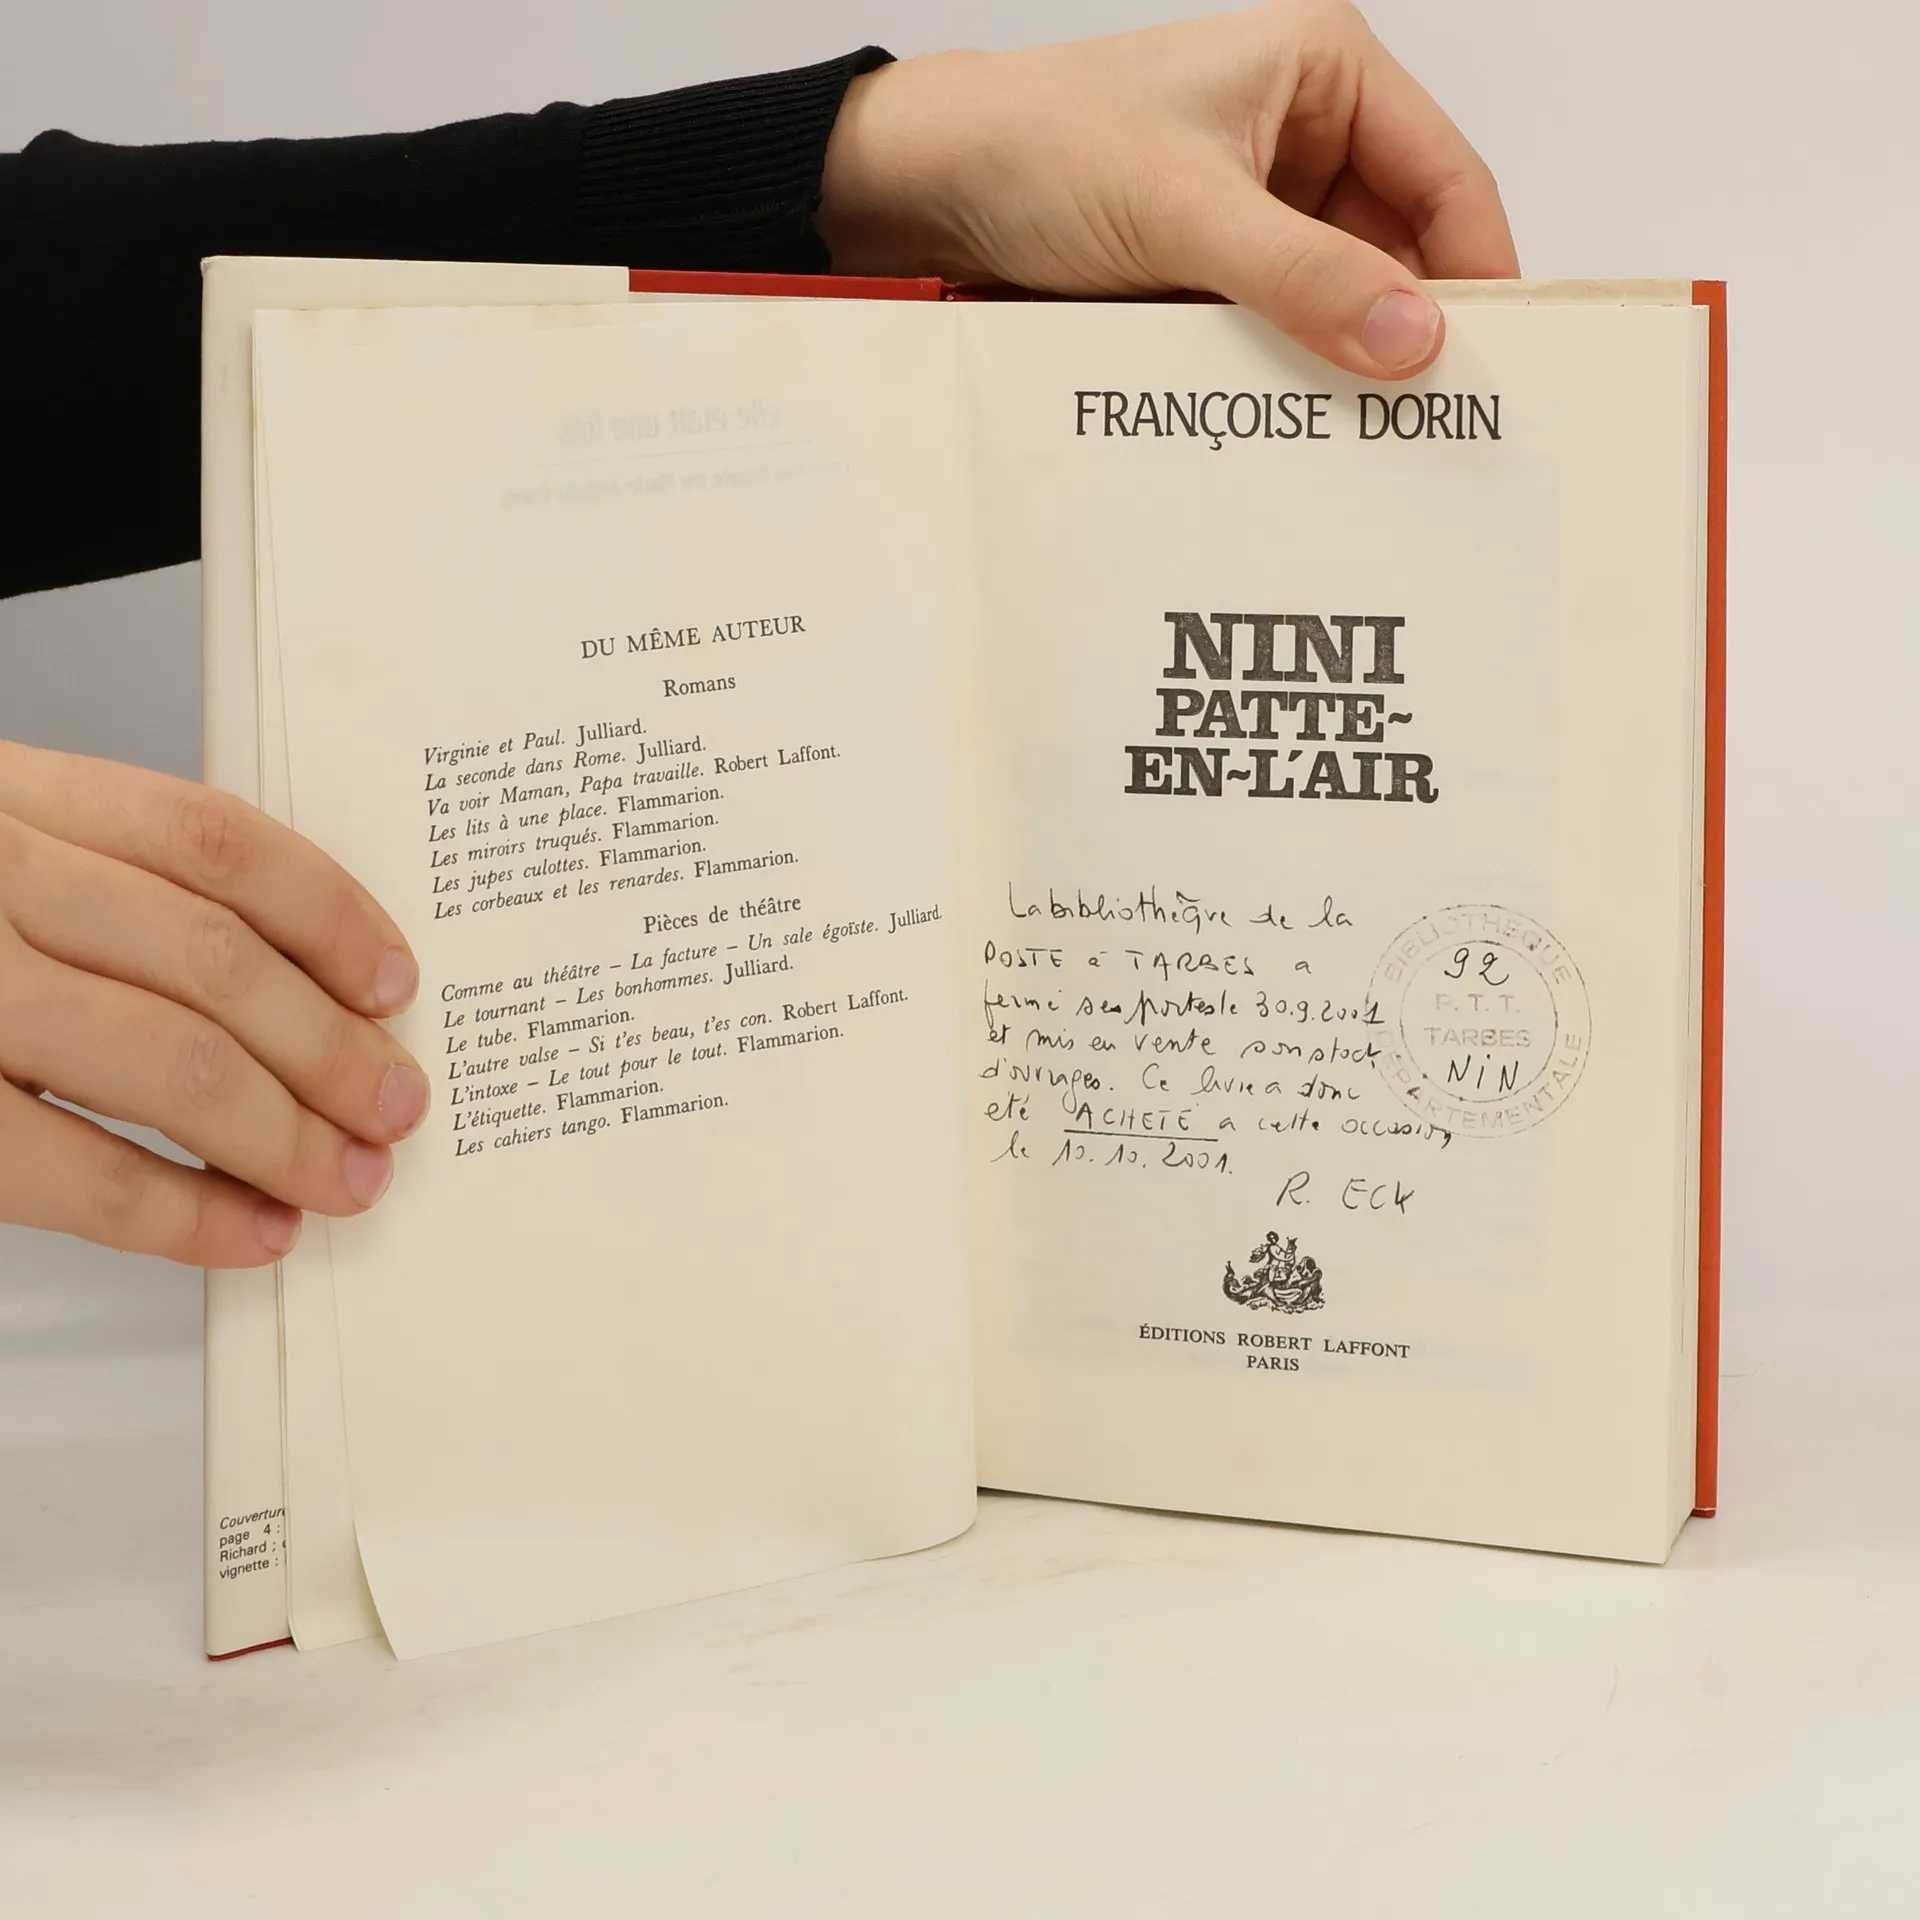 DU MÊME AUTEUR
Romans
Virginie et Paul. Julliard.
La seconde dans Rome. Julliard.
Va voir Maman, Papa travaille. Robert Laffont.
Les lits à une place. Flammarion.
Les miroirs truqués. Flammarion.
Les jupes culottes. Flammarion.
Les corbeaux et les renardes. Flammarion.
Pièces de théâtre
Comme au théâtre – La facture – Un sale égoïste. Julliard.
Le tournant – Les bonhommes. Julliard.
Le tube. Flammarion.
L'autre valse – Si t'es beau, t'es con. Robert Laffont.
L'intoxe – Le tout pour le tout. Flammarion.
L'étiquette. Flammarion.
Les cahiers tango. Flammarion.
Couverture
page 4 :
Richard ;
vignette :
FRANÇOISE DORIN
NINI
PATTE-
EN-L'AIR
La bibliothèque de la
POSTE à TARBES a
fermé ses portes le 30.9.2001
et mis en vente son stock
d'ouvrages. Ce livre a donc
été ACHETÉ a cette occasion,
le 10.10.2001.
R. ECK
BIBLIOTHEQUE
92
P.T.T.
TARBES
NiN
DEPARTEMENTALE
ÉDITIONS ROBERT LAFFONT
PARIS